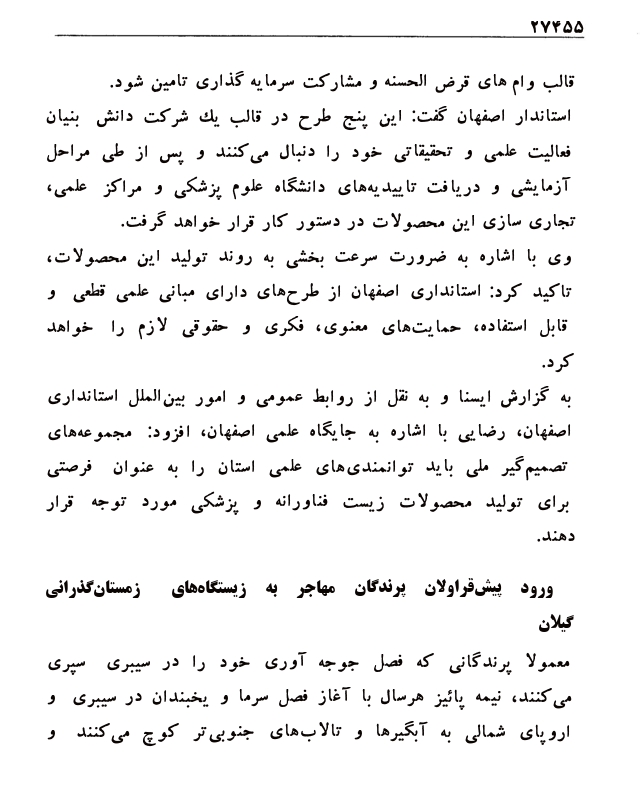 ۲۷۴۵۵
قالب وام های قرض الحسنه و مشارکت سرمایه گذاری تامین شود.
استاندار اصفهان گفت: این پنج طرح در قالب یك شرکت دانش بنیان
فعالیت علمی و تحقیقاتی خود را دنبال می‌کنند و پس از طی مراحل
آزمایشی و دریافت تاییدیه‌های دانشگاه علوم پزشکی و مراکز علمی،
تجاری سازی این محصولات در دستور کار قرار خواهد گرفت.
وی با اشاره به ضرورت سرعت بخشی به روند تولید این محصولات،
تاکید کرد: استانداری اصفهان از طرح‌های دارای مبانی علمی قطعی و
قابل استفاده، حمایت‌های معنوی، فکری و حقوقی لازم را خواهد
کرد.
به گزارش ایسنا و به نقل از روابط عمومی و امور بین‌الملل استانداری
اصفهان، رضایی با اشاره به جایگاه علمی اصفهان، افزود: مجموعه‌های
تصمیم‌گیر ملی باید توانمندی‌های علمی استان را به عنوان فرصتی
برای تولید محصولات زیست فناورانه و پزشکی مورد توجه قرار
دهند.
ورود پیش‌قراولان پرندگان مهاجر به زیستگاه‌های زمستان‌گذرانی
گیلان
معمولا پرندگانی که فصل جوجه آوری خود را در سیبری سپری
می‌کنند، نیمه پائیز هرسال با آغاز فصل سرما و یخبندان در سیبری و
اروپای شمالی به آبگیرها و تالاب‌های جنوبی‌تر کوچ می‌کنند و